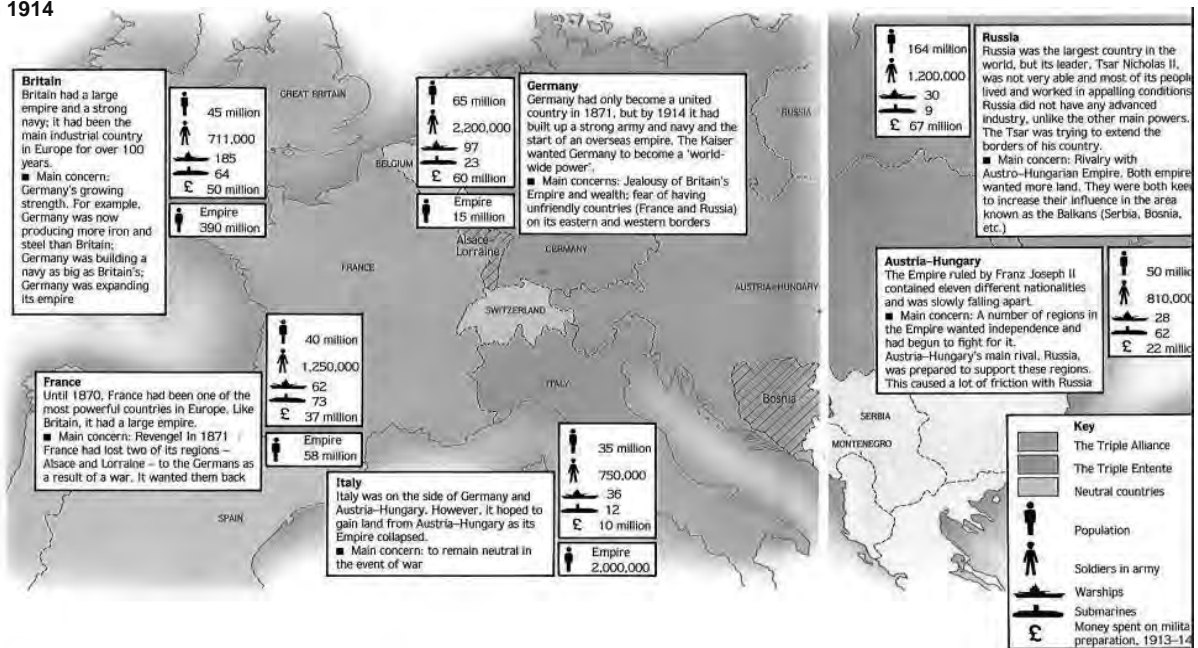 1914
Britain
Britain had a large
empire and a strong
navy; it had been the
main industrial country
in Europe for over 100
years.
■ Main concern:
Germany's growing
strength. For example,
Germany was now
producing more iron and
steel than Britain;
Germany was building a
navy as big as Britain's;
Germany was expanding
its empire
45 million
711,000
185
64
£ 50 million
Empire
390 million
GREAT BRITAIN
BELGIUM
65 million
2,200,000
97
23
£ 60 million
Empire
15 million
Germany
Germany had only become a united
country in 1871, but by 1914 it had
built up a strong army and navy and the
start of an overseas empire. The Kaiser
wanted Germany to become a 'world-
wide power'.
■ Main concerns: Jealousy of Britain's
Empire and wealth; fear of having
unfriendly countries (France and Russia)
on its eastern and western borders
RUSSIA
164 million
1,200,000
30
9
£ 67 million
Russia
Russia was the largest country in the
world, but its leader, Tsar Nicholas II,
was not very able and most of its people
lived and worked in appalling conditions.
Russia did not have any advanced
industry, unlike the other main powers.
The Tsar was trying to extend the
borders of his country.
■ Main concern: Rivalry with
Austro-Hungarian Empire. Both empire
wanted more land. They were both kee
to increase their influence in the area
known as the Balkans (Serbia, Bosnia,
etc.)
Alsace-
Lorraine
GERMANY
FRANCE
SWITZERLAND
AUSTRIA-HUNGARY
ITALY
Bosnia
SERBIA
MONTENEGRO
SPAIN
Austria-Hungary
The Empire ruled by Franz Joseph II
contained eleven different nationalities
and was slowly falling apart.
■ Main concern: A number of regions in
the Empire wanted independence and
had begun to fight for it.
Austria-Hungary's main rival, Russia,
was prepared to support these regions.
This caused a lot of friction with Russia
50 millio
810,000
28
62
£ 22 millio
France
Until 1870, France had been one of the
most powerful countries in Europe. Like
Britain, it had a large empire.
■ Main concern: Revenge! In 1871
France had lost two of its regions –
Alsace and Lorraine – to the Germans as
a result of a war. It wanted them back
40 million
1,250,000
62
73
£ 37 million
Empire
58 million
Italy
Italy was on the side of Germany and
Austria-Hungary. However, it hoped to
gain land from Austria-Hungary as its
Empire collapsed.
■ Main concern: to remain neutral in
the event of war
35 million
750,000
36
12
£ 10 million
Empire
2,000,000
Key
The Triple Alliance
The Triple Entente
Neutral countries
Population
Soldiers in army
Warships
Submarines
£ Money spent on milita
preparation, 1913–14